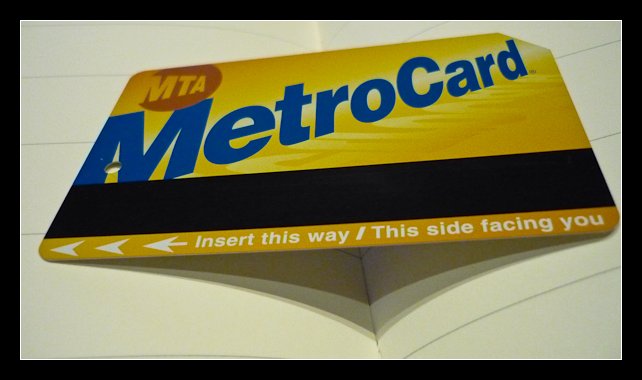 MTA
MetroCard
Insert this way / This side facing you